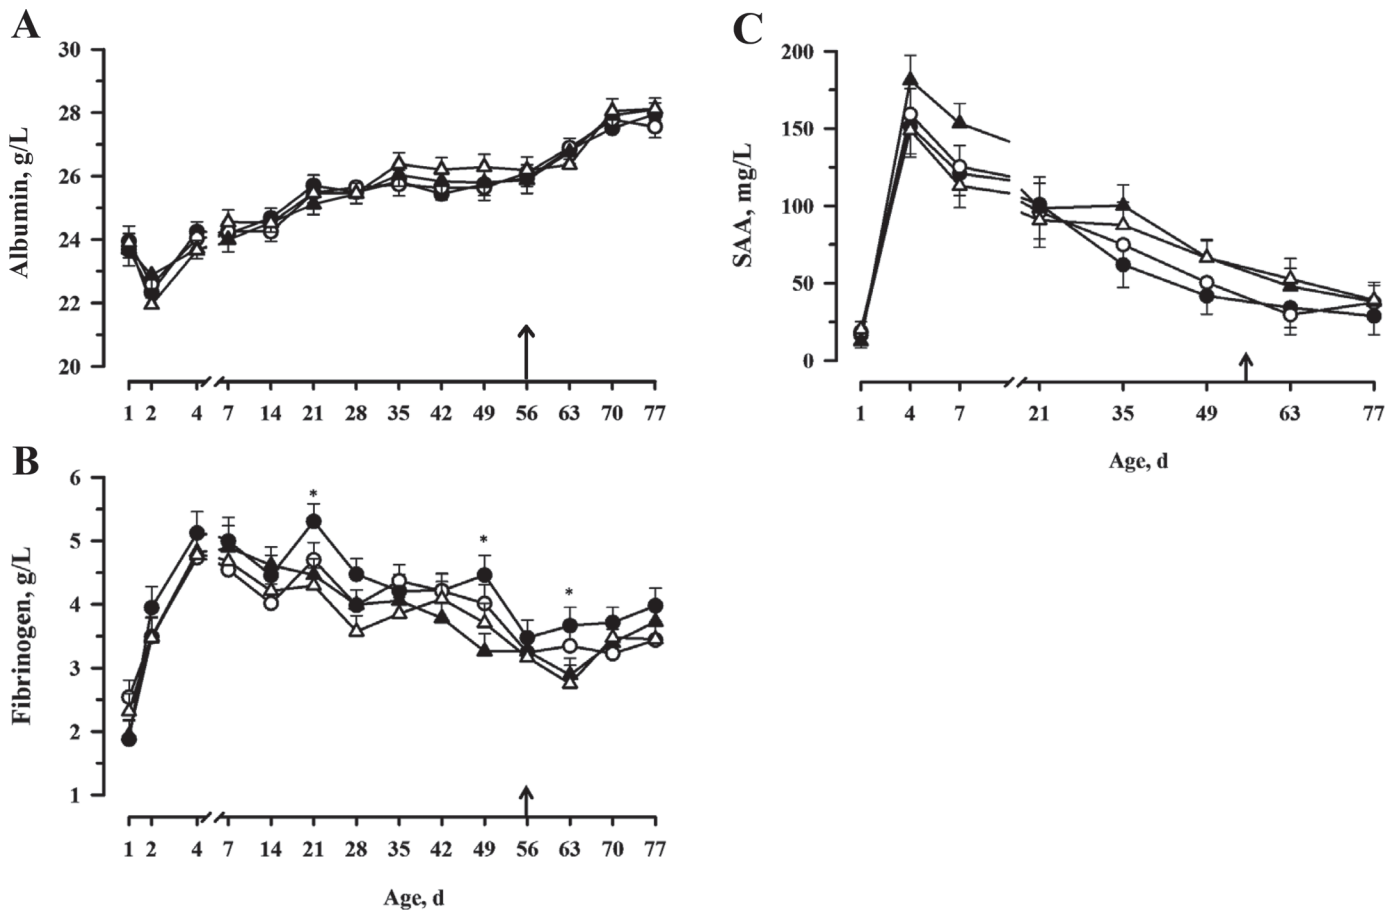 A
Albumin, g/L
30
28
26
24
22
20
1 2 4 7 14 21 28 35 42 49 56 63 70 77
B
Fibrinogen, g/L
6
5
4
3
2
1
* * *
1 2 4 7 14 21 28 35 42 49 56 63 70 77
Age, d
C
SAA, mg/L
200
150
100
50
0
1 4 7 21 35 49 63 77
Age, d